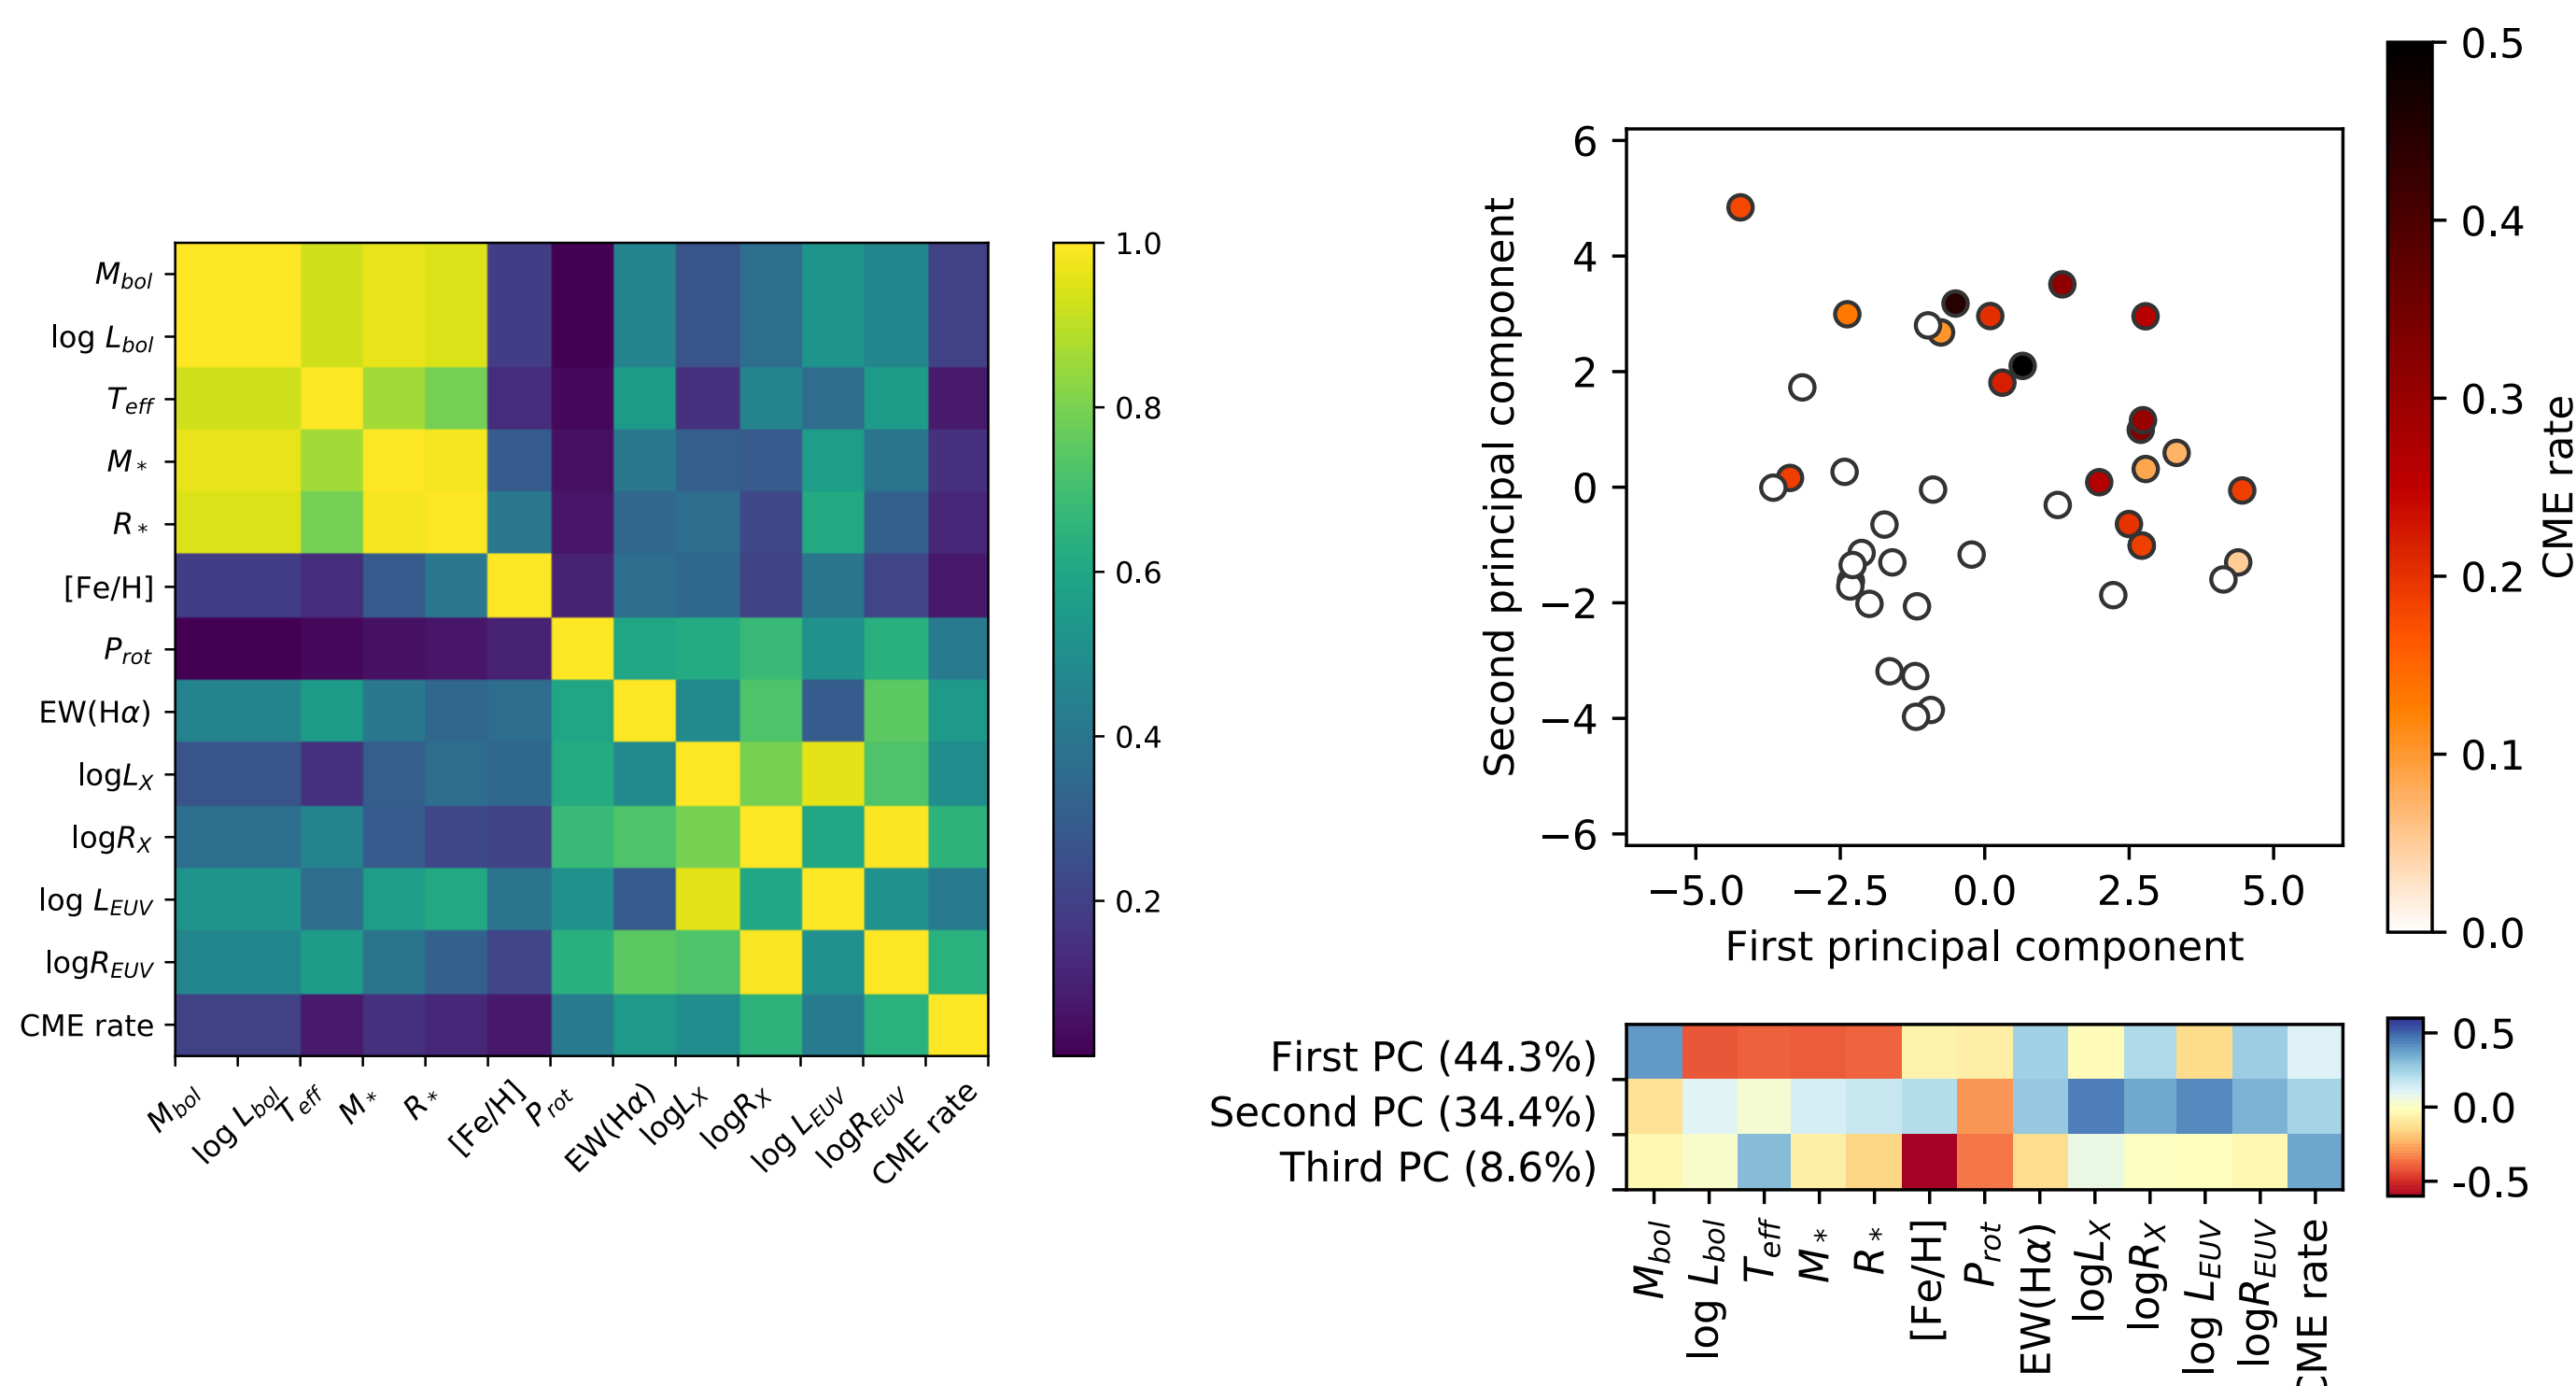 M_bol
log L_bol
T_eff
M_*
R_*
[Fe/H]
P_rot
EW(Hα)
logL_X
logR_X
log L_EUV
logR_EUV
CME rate
M_bol
log L_bol
T_eff
M_*
R_*
[Fe/H]
P_rot
EW(Hα)
logL_X
logR_X
log L_EUV
logR_EUV
CME rate
1.0
0.8
0.6
0.4
0.2
Second principal component
6
4
2
0
−2
−4
−6
−5.0 −2.5 0.0 2.5 5.0
First principal component
0.5
0.4
0.3
0.2
0.1
0.0
CME rate
First PC (44.3%)
Second PC (34.4%)
Third PC (8.6%)
M_bol
log L_bol
T_eff
M_*
R_*
[Fe/H]
P_rot
EW(Hα)
logL_X
logR_X
log L_EUV
logR_EUV
CME rate
0.5
0.0
-0.5